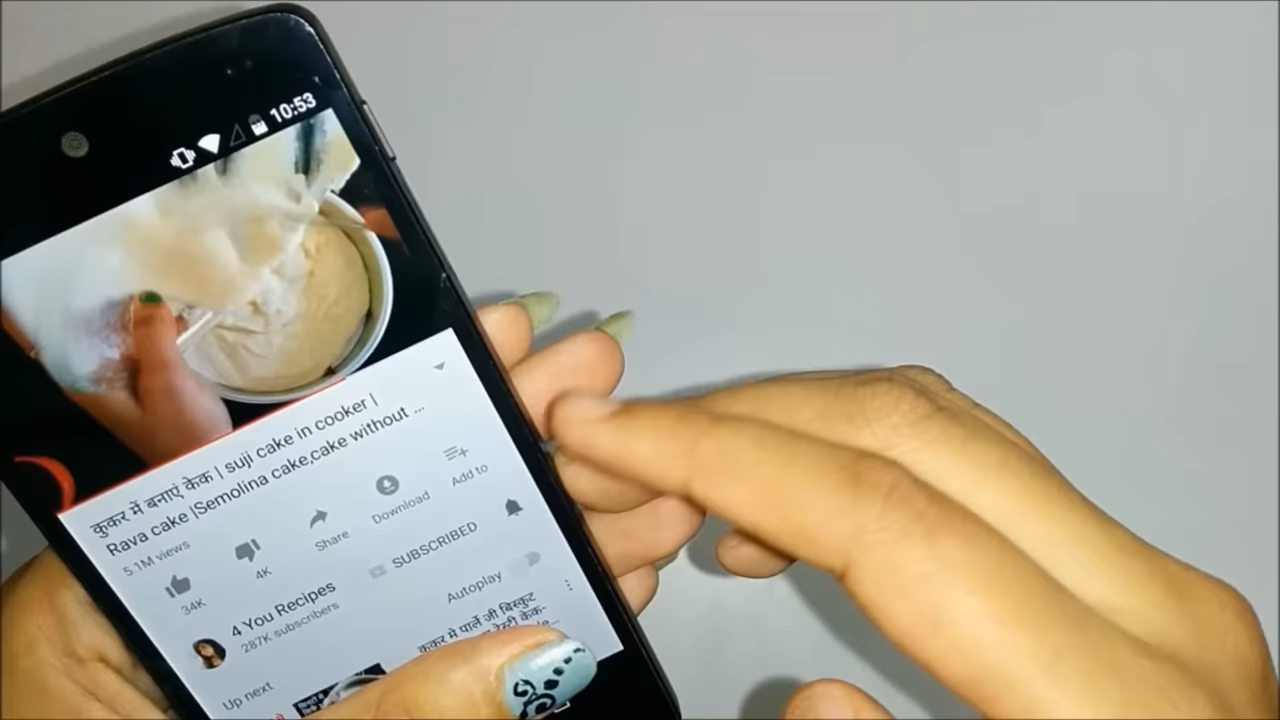 10:53
कुकर में बनाएं केक | suji cake in cooker |
Rava cake |Semolina cake,cake without ...
5.1M views
34K
4K
Share
Download
Add to
4 You Recipes
287K subscribers
SUBSCRIBED
Autoplay
Up next
कुकर मे पार्ले जी बिस्कुट
टेस्टी केक-